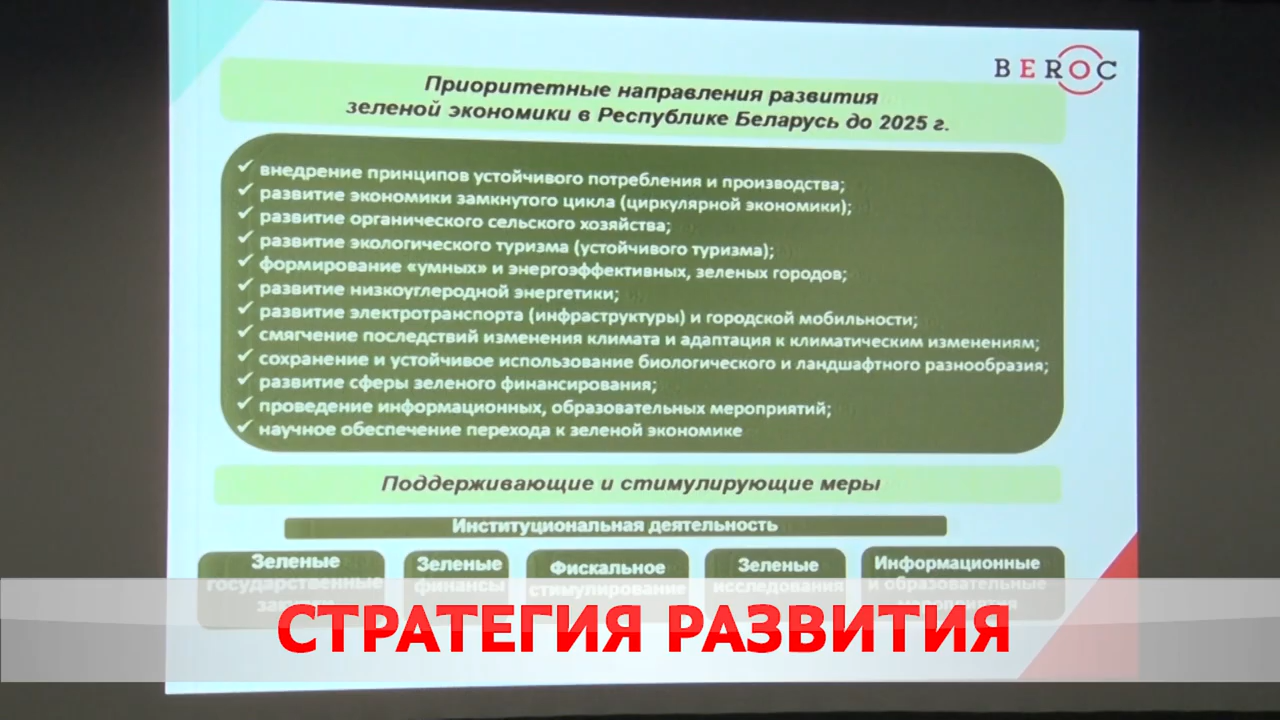 BEROC
Приоритетные направления развития
зеленой экономики в Республике Беларусь до 2025 г.
✓ внедрение принципов устойчивого потребления и производства;
✓ развитие экономики замкнутого цикла (циркулярной экономики);
✓ развитие органического сельского хозяйства;
✓ развитие экологического туризма (устойчивого туризма);
✓ формирование «умных» и энергоэффективных, зеленых городов;
✓ развитие низкоуглеродной энергетики;
✓ развитие электротранспорта (инфраструктуры) и городской мобильности;
✓ смягчение последствий изменения климата и адаптация к климатическим изменениям;
✓ сохранение и устойчивое использование биологического и ландшафтного разнообразия;
✓ развитие сферы зеленого финансирования;
✓ проведение информационных, образовательных мероприятий;
✓ научное обеспечение перехода к зеленой экономике
Поддерживающие и стимулирующие меры
Институциональная деятельность
Зеленые
государственные
Зеленые
финансы
Фискальное
стимулирование
Зеленые
исследования
Информационные
и образовательные
СТРАТЕГИЯ РАЗВИТИЯ